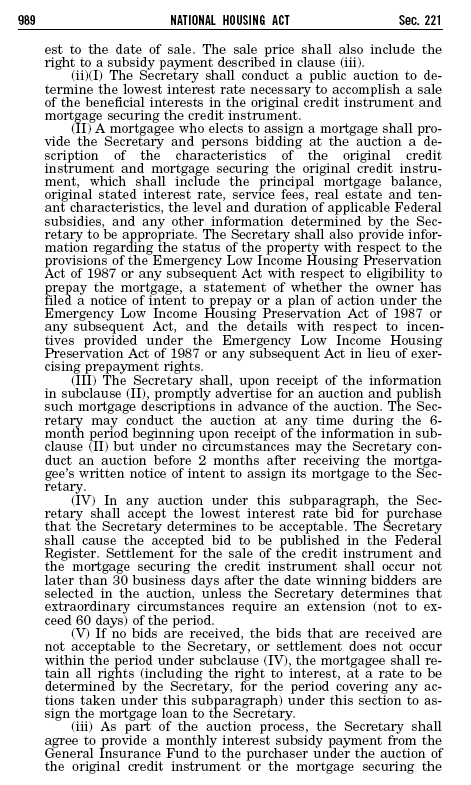 989 NATIONAL HOUSING ACT Sec. 221
est to the date of sale. The sale price shall also include the
right to a subsidy payment described in clause (iii).
(ii)(I) The Secretary shall conduct a public auction to de-
termine the lowest interest rate necessary to accomplish a sale
of the beneficial interests in the original credit instrument and
mortgage securing the credit instrument.
(II) A mortgagee who elects to assign a mortgage shall pro-
vide the Secretary and persons bidding at the auction a de-
scription of the characteristics of the original credit
instrument and mortgage securing the original credit instru-
ment, which shall include the principal mortgage balance,
original stated interest rate, service fees, real estate and ten-
ant characteristics, the level and duration of applicable Federal
subsidies, and any other information determined by the Sec-
retary to be appropriate. The Secretary shall also provide infor-
mation regarding the status of the property with respect to the
provisions of the Emergency Low Income Housing Preservation
Act of 1987 or any subsequent Act with respect to eligibility to
prepay the mortgage, a statement of whether the owner has
filed a notice of intent to prepay or a plan of action under the
Emergency Low Income Housing Preservation Act of 1987 or
any subsequent Act, and the details with respect to incen-
tives provided under the Emergency Low Income Housing
Preservation Act of 1987 or any subsequent Act in lieu of exer-
cising prepayment rights.
(III) The Secretary shall, upon receipt of the information
in subclause (II), promptly advertise for an auction and publish
such mortgage descriptions in advance of the auction. The Sec-
retary may conduct the auction at any time during the 6-
month period beginning upon receipt of the information in sub-
clause (II) but under no circumstances may the Secretary con-
duct an auction before 2 months after receiving the mortga-
gee's written notice of intent to assign its mortgage to the Sec-
retary.
(IV) In any auction under this subparagraph, the Sec-
retary shall accept the lowest interest rate bid for purchase
that the Secretary determines to be acceptable. The Secretary
shall cause the accepted bid to be published in the Federal
Register. Settlement for the sale of the credit instrument and
the mortgage securing the credit instrument shall occur not
later than 30 business days after the date winning bidders are
selected in the auction, unless the Secretary determines that
extraordinary circumstances require an extension (not to ex-
ceed 60 days) of the period.
(V) If no bids are received, the bids that are received are
not acceptable to the Secretary, or settlement does not occur
within the period under subclause (IV), the mortgagee shall re-
tain all rights (including the right to interest, at a rate to be
determined by the Secretary, for the period covering any ac-
tions taken under this subparagraph) under this section to as-
sign the mortgage loan to the Secretary.
(iii) As part of the auction process, the Secretary shall
agree to provide a monthly interest subsidy payment from the
General Insurance Fund to the purchaser under the auction of
the original credit instrument or the mortgage securing the